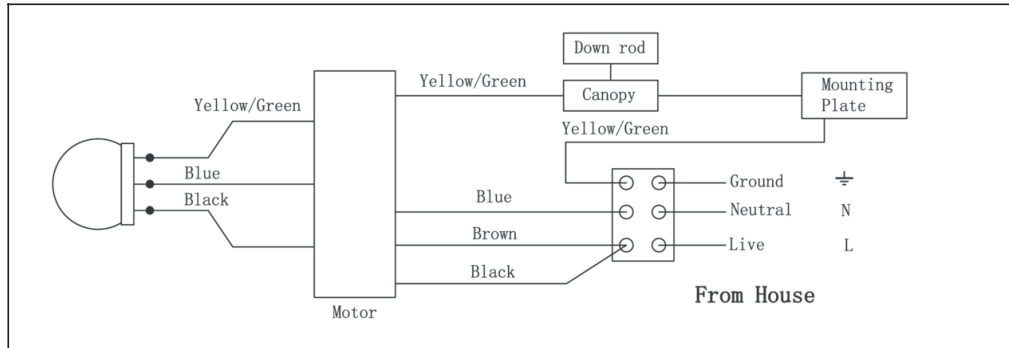 Down rod
Yellow/Green
Canopy
Mounting
Plate
Yellow/Green
Yellow/Green
Blue
Black
Blue
Brown
Black
Ground
Neutral N
Live L
From House
Motor